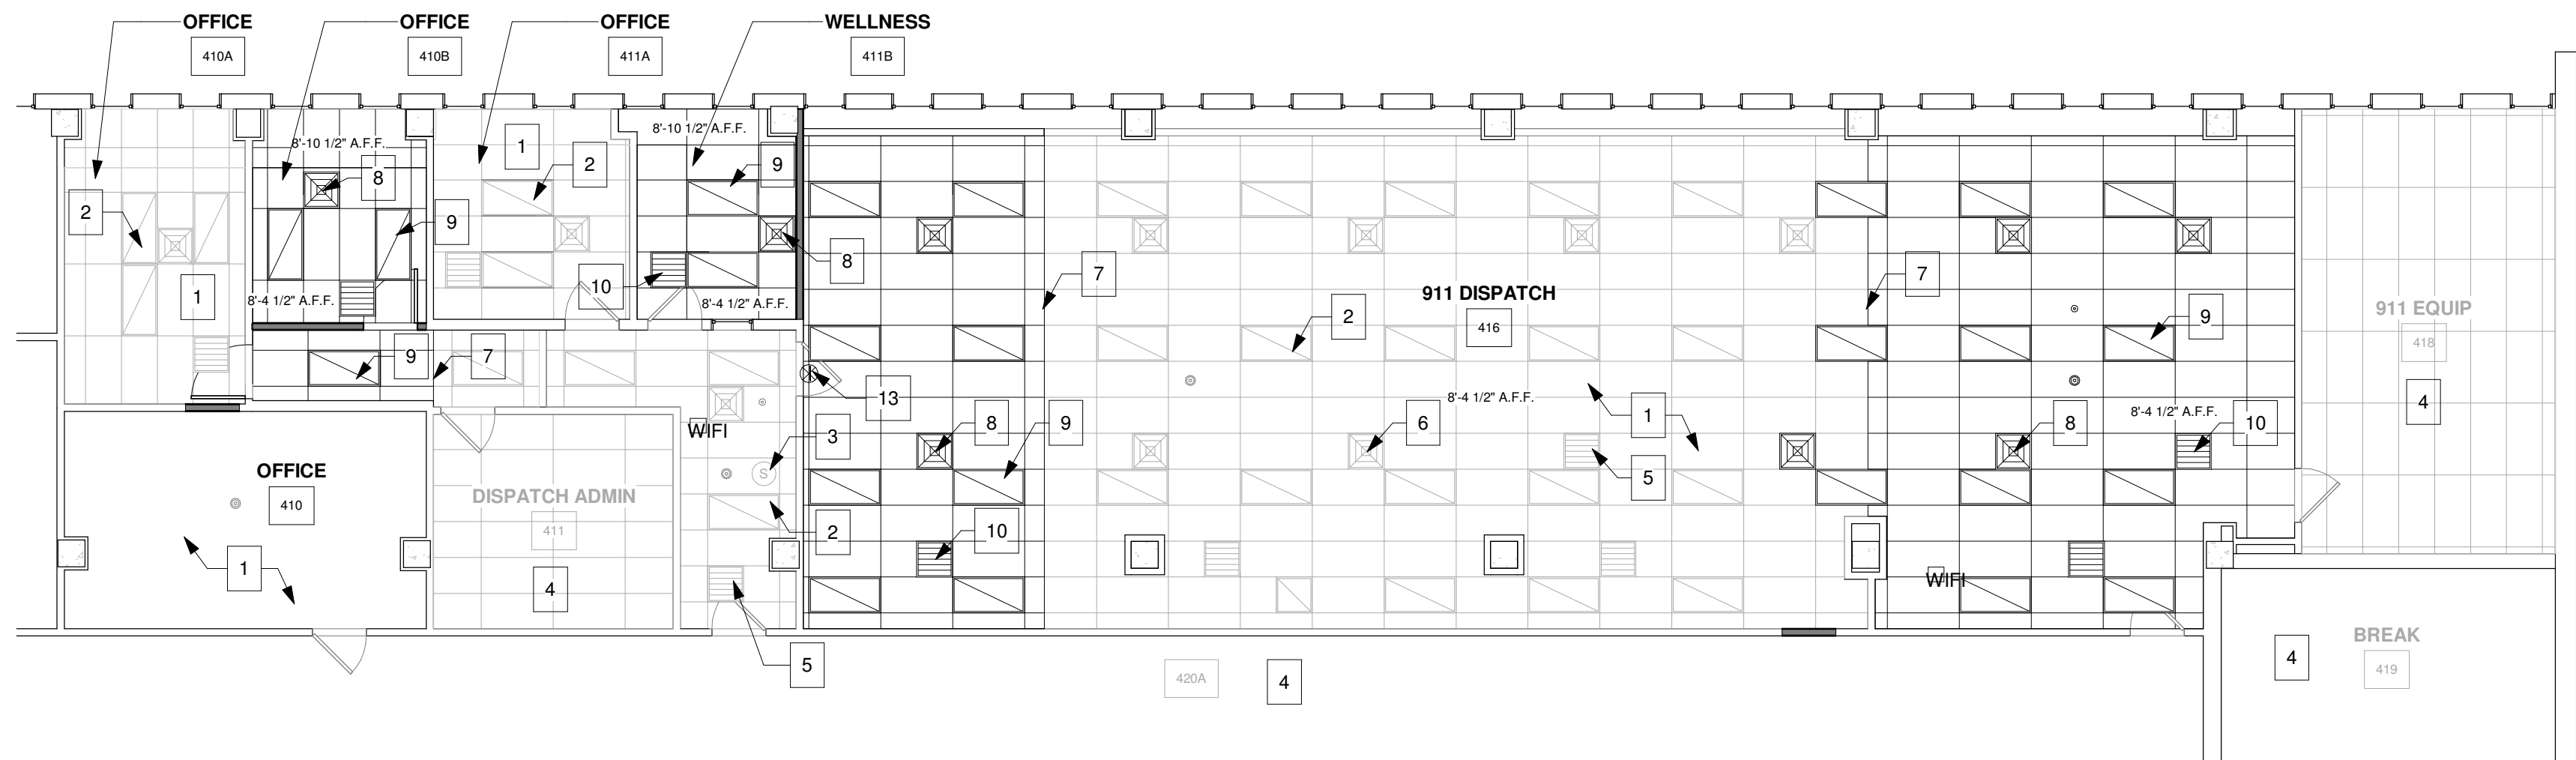 OFFICE
410A
OFFICE
410B
OFFICE
411A
WELLNESS
411B
8'-10 1/2" A.F.F.
8'-10 1/2" A.F.F.
1
2
9
8
2
9
8
10
1
8'-4 1/2" A.F.F.
8'-4 1/2" A.F.F.
7
7
911 DISPATCH
416
2
9
911 EQUIP
418
4
9
7
13
8'-4 1/2" A.F.F.
1
8'-4 1/2" A.F.F.
WIFI
3
8
9
6
8
10
OFFICE
410
DISPATCH ADMIN
411
S
5
2
10
1
4
WIFI
5
420A
4
4
BREAK
419